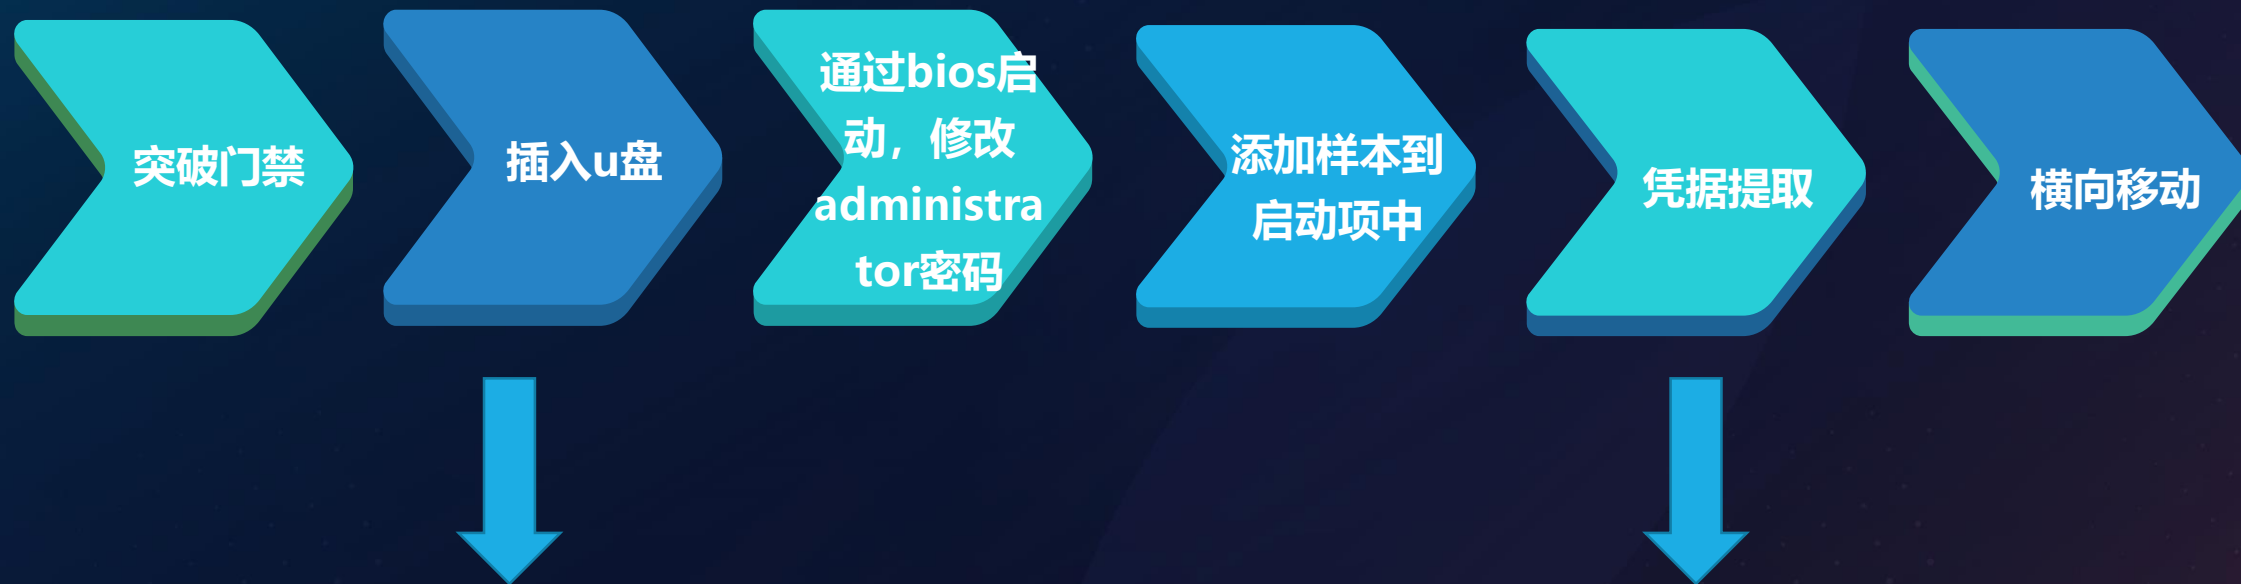 突破门禁
插入u盘
通过bios启
动，修改
administra
tor密码
添加样本到
启动项中
凭据提取
横向移动